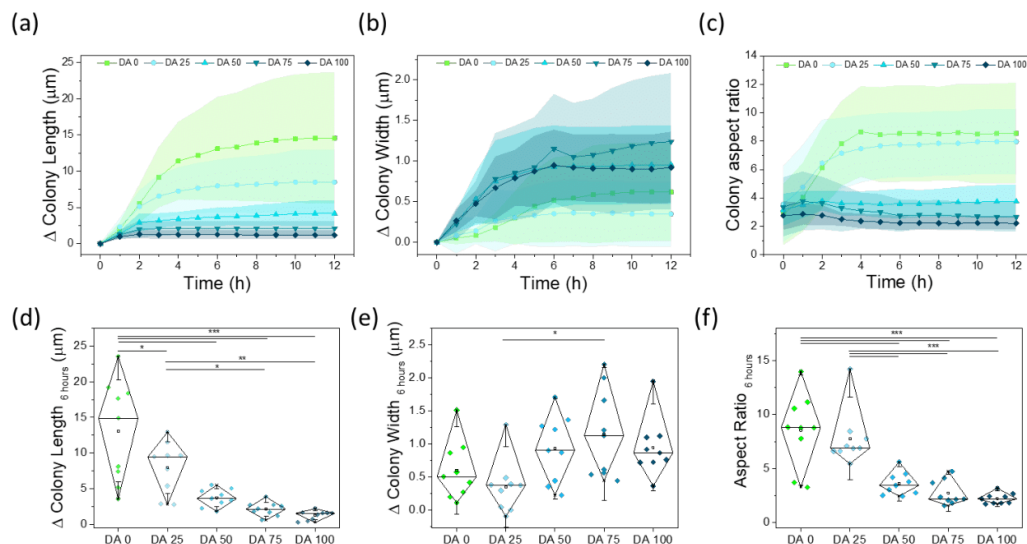 (a)
(b)
(c)
DA 0 DA 25 DA 50 DA 75 DA 100
25
20
15
10
5
0
Δ Colony Length (μm)
0 2 4 6 8 10 12
Time (h)
DA 0 DA 25 DA 50 DA 75 DA 100
2.0
1.5
1.0
0.5
0.0
Δ Colony Width (μm)
0 2 4 6 8 10 12
Time (h)
14
DA 0 DA 25 DA 50 DA 75 DA 100
12
10
8
6
4
2
0
Colony aspect ratio
0 2 4 6 8 10 12
Time (h)
(d)
(e)
(f)
Δ Colony Length 6 hours (μm)
25
20
15
10
5
0
***
*
**
*
DA 0 DA 25 DA 50 DA 75 DA 100
Δ Colony Width 6 hours (μm)
2.5
2.0
1.5
1.0
0.5
0.0
*
DA 0 DA 25 DA 50 DA 75 DA 100
Aspect Ratio 6 hours
15
10
5
0
***
***
DA 0 DA 25 DA 50 DA 75 DA 100